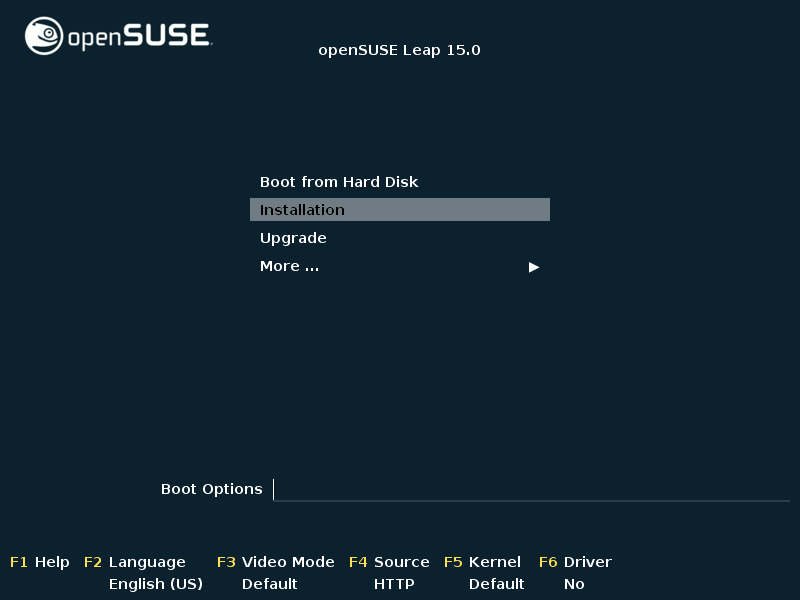 openSUSE.
openSUSE Leap 15.0
Boot from Hard Disk
Installation
Upgrade
More ...
Boot Options
F1 Help F2 Language F3 Video Mode F4 Source F5 Kernel F6 Driver
English (US) Default HTTP Default No